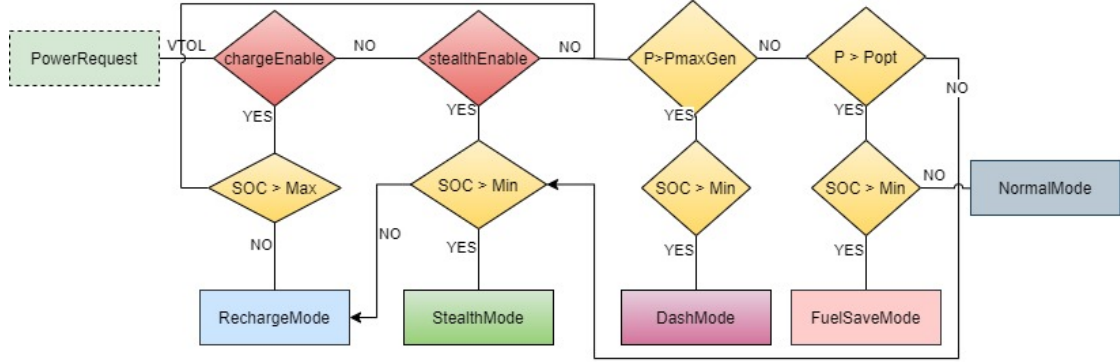 PowerRequest
VTOL
chargeEnable
NO
stealthEnable
NO
P>PmaxGen
NO
P > Popt
NO
YES
YES
YES
YES
SOC > Max
SOC > Min
SOC > Min
SOC > Min
NO
NormalMode
NO
NO
YES
YES
YES
RechargeMode
StealthMode
DashMode
FuelSaveMode